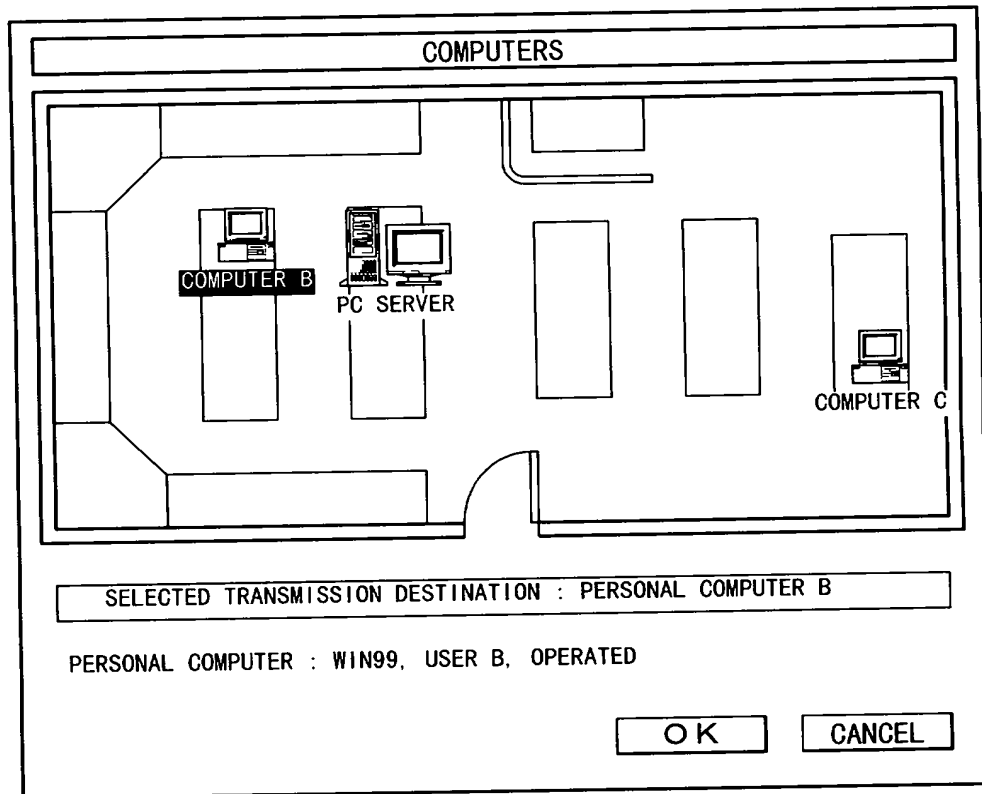 COMPUTERS
COMPUTER B
PC SERVER
COMPUTER C
SELECTED TRANSMISSION DESTINATION : PERSONAL COMPUTER B
PERSONAL COMPUTER : WIN99, USER B, OPERATED
OK
CANCEL